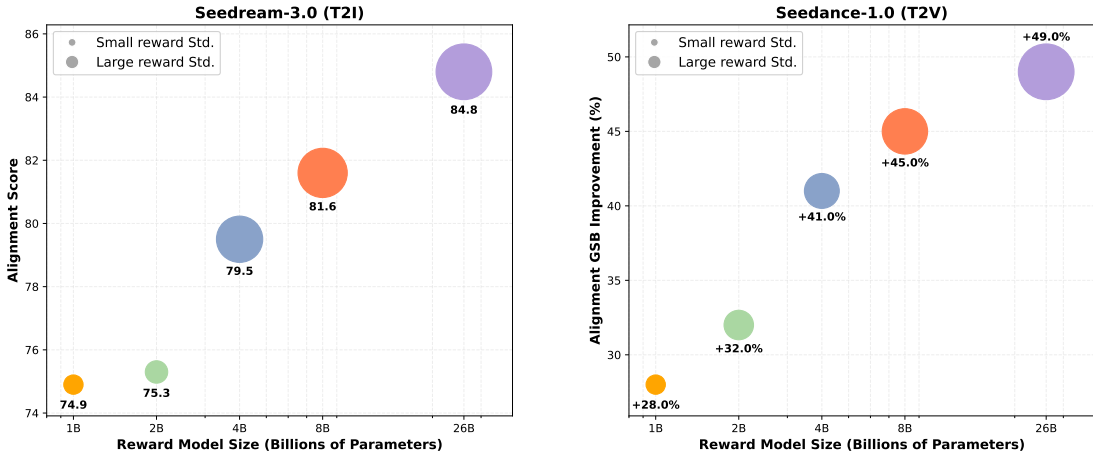 Seedream-3.0 (T2I)
Small reward Std.
Large reward Std.
Alignment Score
86
84
82
80
78
76
74
84.8
81.6
79.5
75.3
74.9
1B
2B
4B
8B
26B
Reward Model Size (Billions of Parameters)
Seedance-1.0 (T2V)
Small reward Std.
Large reward Std.
Alignment GSB Improvement (%)
50
45
40
35
30
+49.0%
+45.0%
+41.0%
+32.0%
+28.0%
1B
2B
4B
8B
26B
Reward Model Size (Billions of Parameters)